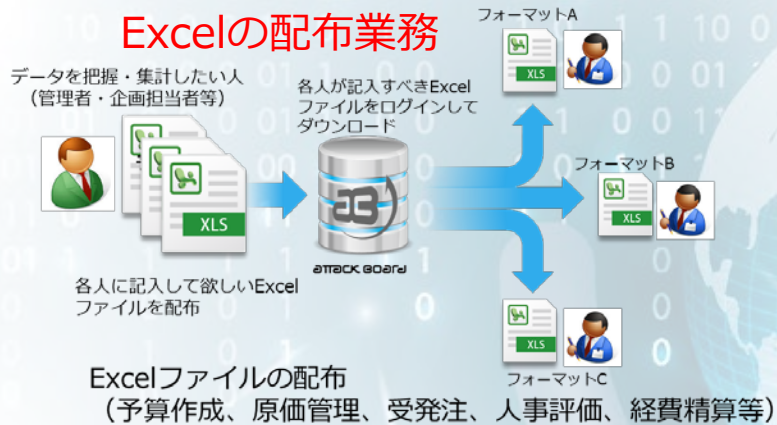 Excelの配布業務
フォーマットA
データを把握・集計したい人
（管理者・企画担当者等）
各人が記入すべきExcel
ファイルをログインして
ダウンロード
XLS
XLS
フォーマットB
XLS
ATTACK BOARD
各人に記入して欲しいExcel
ファイルを配布
XLS
フォーマットC
Excelファイルの配布
（予算作成、原価管理、受発注、人事評価、経費精算等）